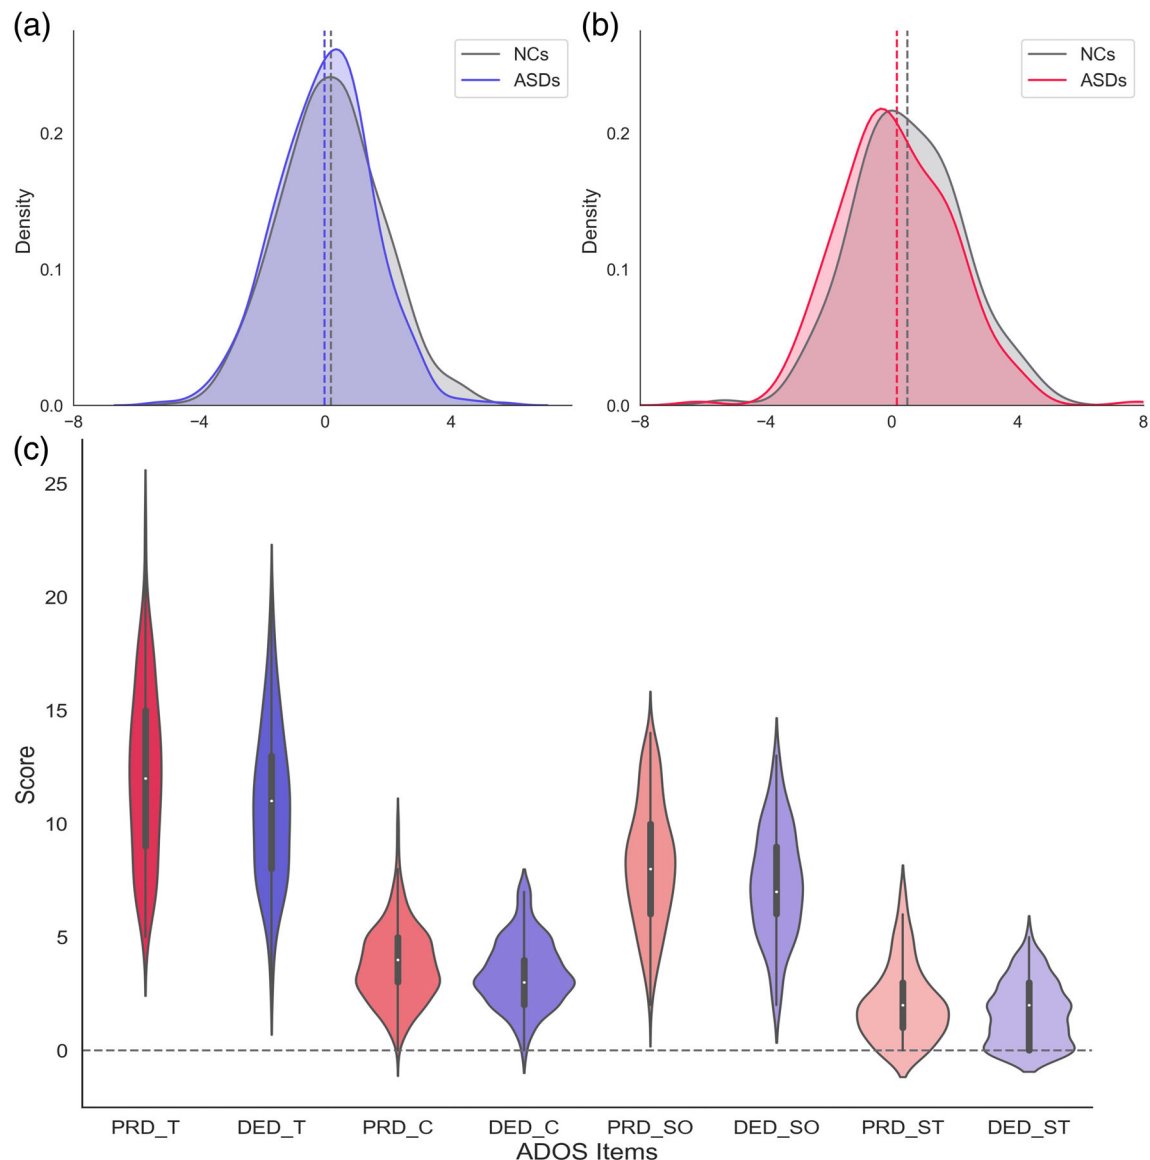 (a)
NCs
ASDs
Density
0.2
0.1
0.0
−8
−4
0
4
(b)
NCs
ASDs
Density
0.2
0.1
0.0
−8
−4
0
4
8
(c)
Score
25
20
15
10
5
0
PRD_T DED_T PRD_C DED_C PRD_SO DED_SO PRD_ST DED_ST
ADOS Items